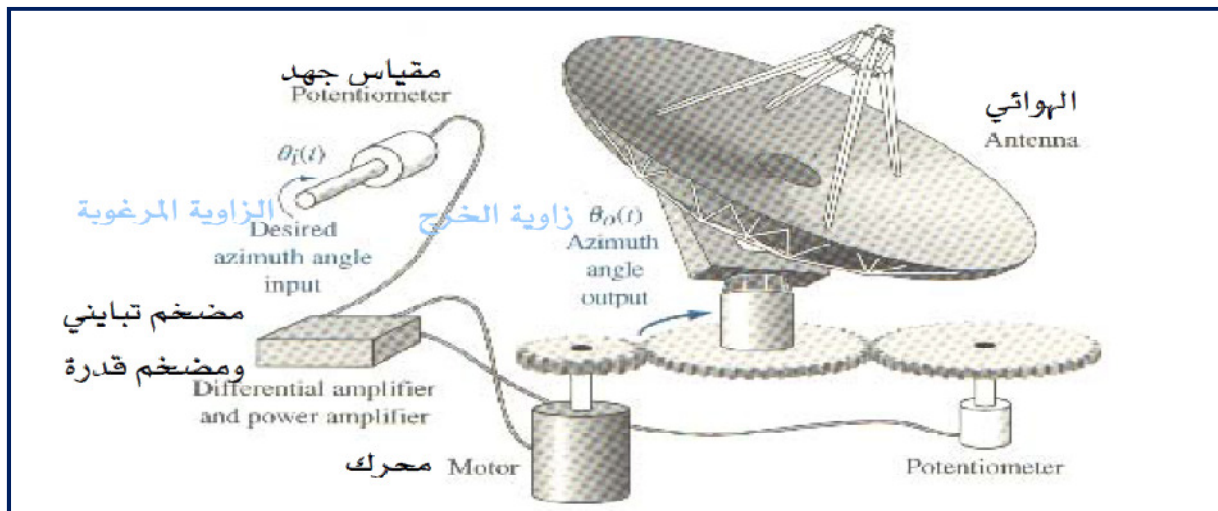 مقياس جهد
Potentiometer
θi(t)
الزاوية المرغوبة
Desired
azimuth angle
input
زاوية الخرج
θo(t)
Azimuth
angle
output
الهوائي
Antenna
مضخم تبايني
ومضخم قدرة
Differential amplifier
and power amplifier
محرك
Motor
Potentiometer